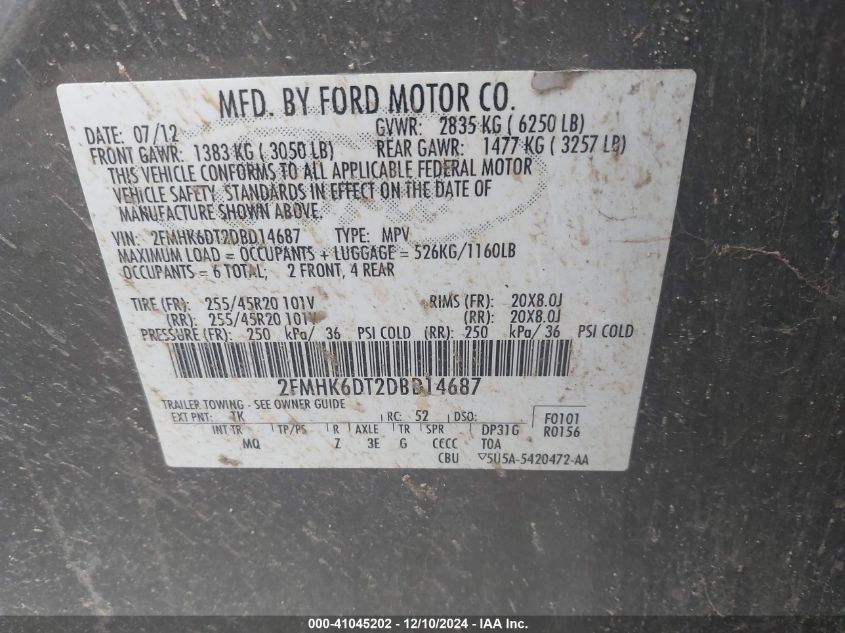 MFD. BY FORD MOTOR CO.
DATE: 07/12 GVWR: 2835 KG ( 6250 LB)
FRONT GAWR: 1383 KG ( 3050 LB) REAR GAWR: 1477 KG ( 3257 LB)
THIS VEHICLE CONFORMS TO ALL APPLICABLE FEDERAL MOTOR
VEHICLE SAFETY STANDARDS IN EFFECT ON THE DATE OF
MANUFACTURE SHOWN ABOVE.
VIN: 2FMHK6DT2DBD14687 TYPE: MPV
MAXIMUM LOAD = OCCUPANTS + LUGGAGE = 526KG/1160LB
OCCUPANTS = 6 TOTAL, 2 FRONT, 4 REAR
TIRE (FR): 255/45R20 101V RIMS (FR): 20X8.0J
(RR): 255/45R20 101V (RR): 20X8.0J
PRESSURE (FR): 250 kPa/ 36 PSI COLD (RR): 250 kPa/ 36 PSI COLD
2FMHK6DT2DBD14687
TRAILER TOWING - SEE OWNER GUIDE
EXT PNT: TK RC: 52 DSO: F0101
INT TR TP/PS R AXLE TR SPR DP31G R0156
MQ Z 3E G CCCC T0A
CBU ▽5U5A-5420472-AA
000-41045202 - 12/10/2024 - IAA Inc.